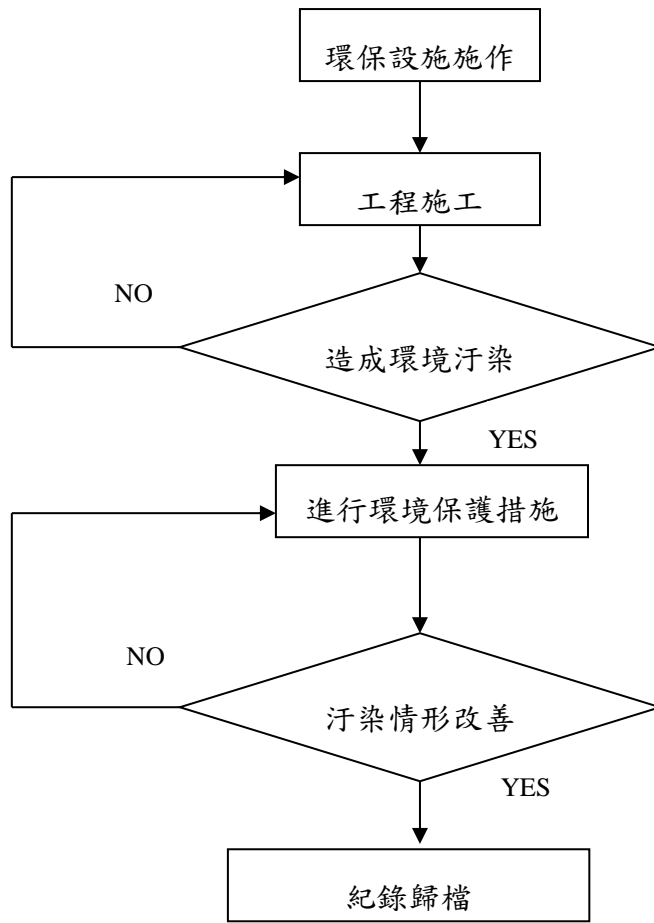 環保設施施作
工程施工
NO
造成環境汙染
YES
進行環境保護措施
NO
汙染情形改善
YES
紀錄歸檔